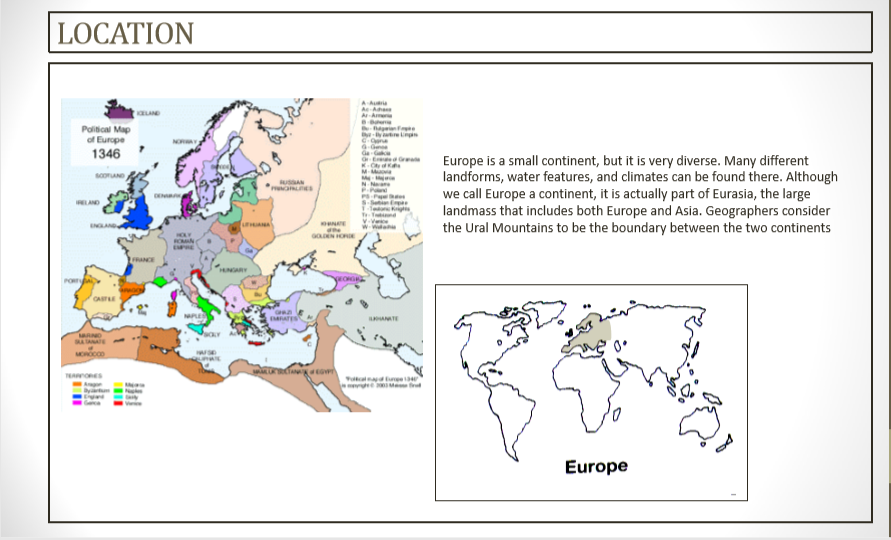 LOCATION
Political Map
of Europe
1346
ICELAND
NORWAY
SCOTLAND
IRELAND
DENMARK
ENGLAND
RUSSIAN
PRINCIPALITIES
LITHUANIA
KHANATE
of the
GOLDEN HORDE
HOLY
ROMAN
EMPIRE
FRANCE
HUNGARY
GEORGIA
PORTUGAL
CASTILE
ARAGON
NAPLES
SICILY
GHAZI
EMIRATES
ILKHANATE
MARINID
SULTANATE
of
MOROCCO
HAFSID
CALIPHATE
of
TUNIS
MAMLUK SULTANATE of EGYPT
A - Austria
Ac - Achaea
Ar - Armenia
B - Bohemia
Bu - Bulgarian Empire
Byz - Byzantine Empire
C - Cyprus
G - Genoa
Ga - Galicia
Gr - Emirate of Granada
K - City of Kaffa
M - Mazovia
Maj - Majorca
N - Navarre
P - Poland
PS - Papal States
S - Serbian Empire
T - Teutonic Knights
Tr - Trebizond
V - Venice
W - Wallachia
TERRITORIES
Aragon
Byzantium
England
Genoa
Majorca
Naples
Sicily
Venice
"Political map of Europe 1346"
is copyright © 2003 Melissa Snell
Europe is a small continent, but it is very diverse. Many different
landforms, water features, and climates can be found there. Although
we call Europe a continent, it is actually part of Eurasia, the large
landmass that includes both Europe and Asia. Geographers consider
the Ural Mountains to be the boundary between the two continents
Europe